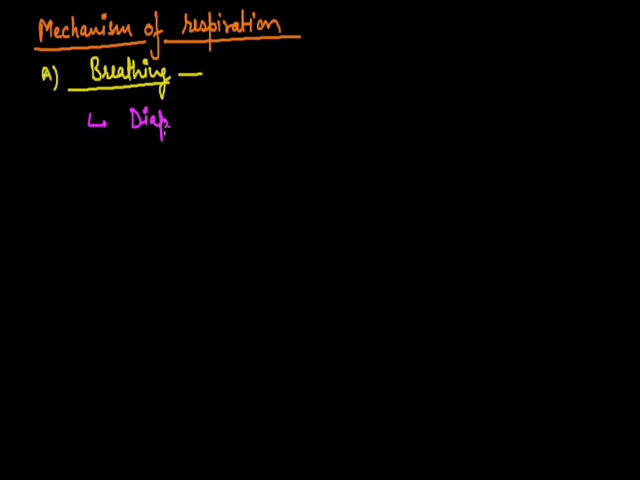 Mechanism of respiration
A) Breathing —
↳ Diap